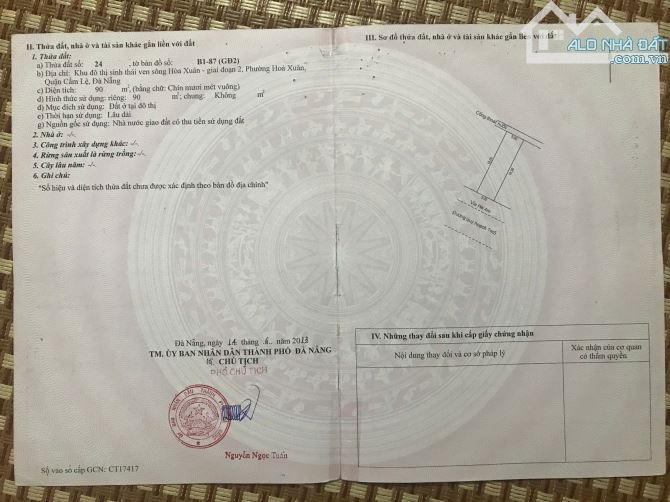 II. Thửa đất, nhà ở và tài sản khác gắn liền với đất
1. Thửa đất:
a) Thửa đất số: 24 , tờ bản đồ số: B1-87 (GĐ2)
b) Địa chỉ: Khu đô thị sinh thái ven sông Hòa Xuân - giai đoạn 2, Phường Hoà Xuân,
Quận Cẩm Lệ, Đà Nẵng
c) Diện tích: 90 m², (bằng chữ: Chín mươi mét vuông)
d) Hình thức sử dụng: riêng: 90 m²; chung: Không m²
đ) Mục đích sử dụng: Đất ở tại đô thị
e) Thời hạn sử dụng: Lâu dài
g) Nguồn gốc sử dụng: Nhà nước giao đất có thu tiền sử dụng đất
2. Nhà ở: -/-
3. Công trình xây dựng khác: -/-
4. Rừng sản xuất là rừng trồng: -/-
5. Cây lâu năm: -/-
6. Ghi chú:
"Số hiệu và diện tích thửa đất chưa được xác định theo bản đồ địa chính"
Đà Nẵng, ngày 14 tháng 6 năm 2013
TM. ỦY BAN NHÂN DÂN THÀNH PHỐ ĐÀ NẴNG
CHỦ TỊCH
PHÓ CHỦ TỊCH
Nguyễn Ngọc Tuấn
Số vào sổ cấp GCN: CT17417
III. Sơ đồ thửa đất, nhà ở và tài sản khác gắn liền với đất
ALO NHÀ ĐẤT
Alonhadat.com.vn
Cống thoát nước
5.00
5.00
Vỉa hè
IV. Những thay đổi sau khi cấp giấy chứng nhận
Nội dung thay đổi và cơ sở pháp lý
Xác nhận của cơ quan
có thẩm quyền